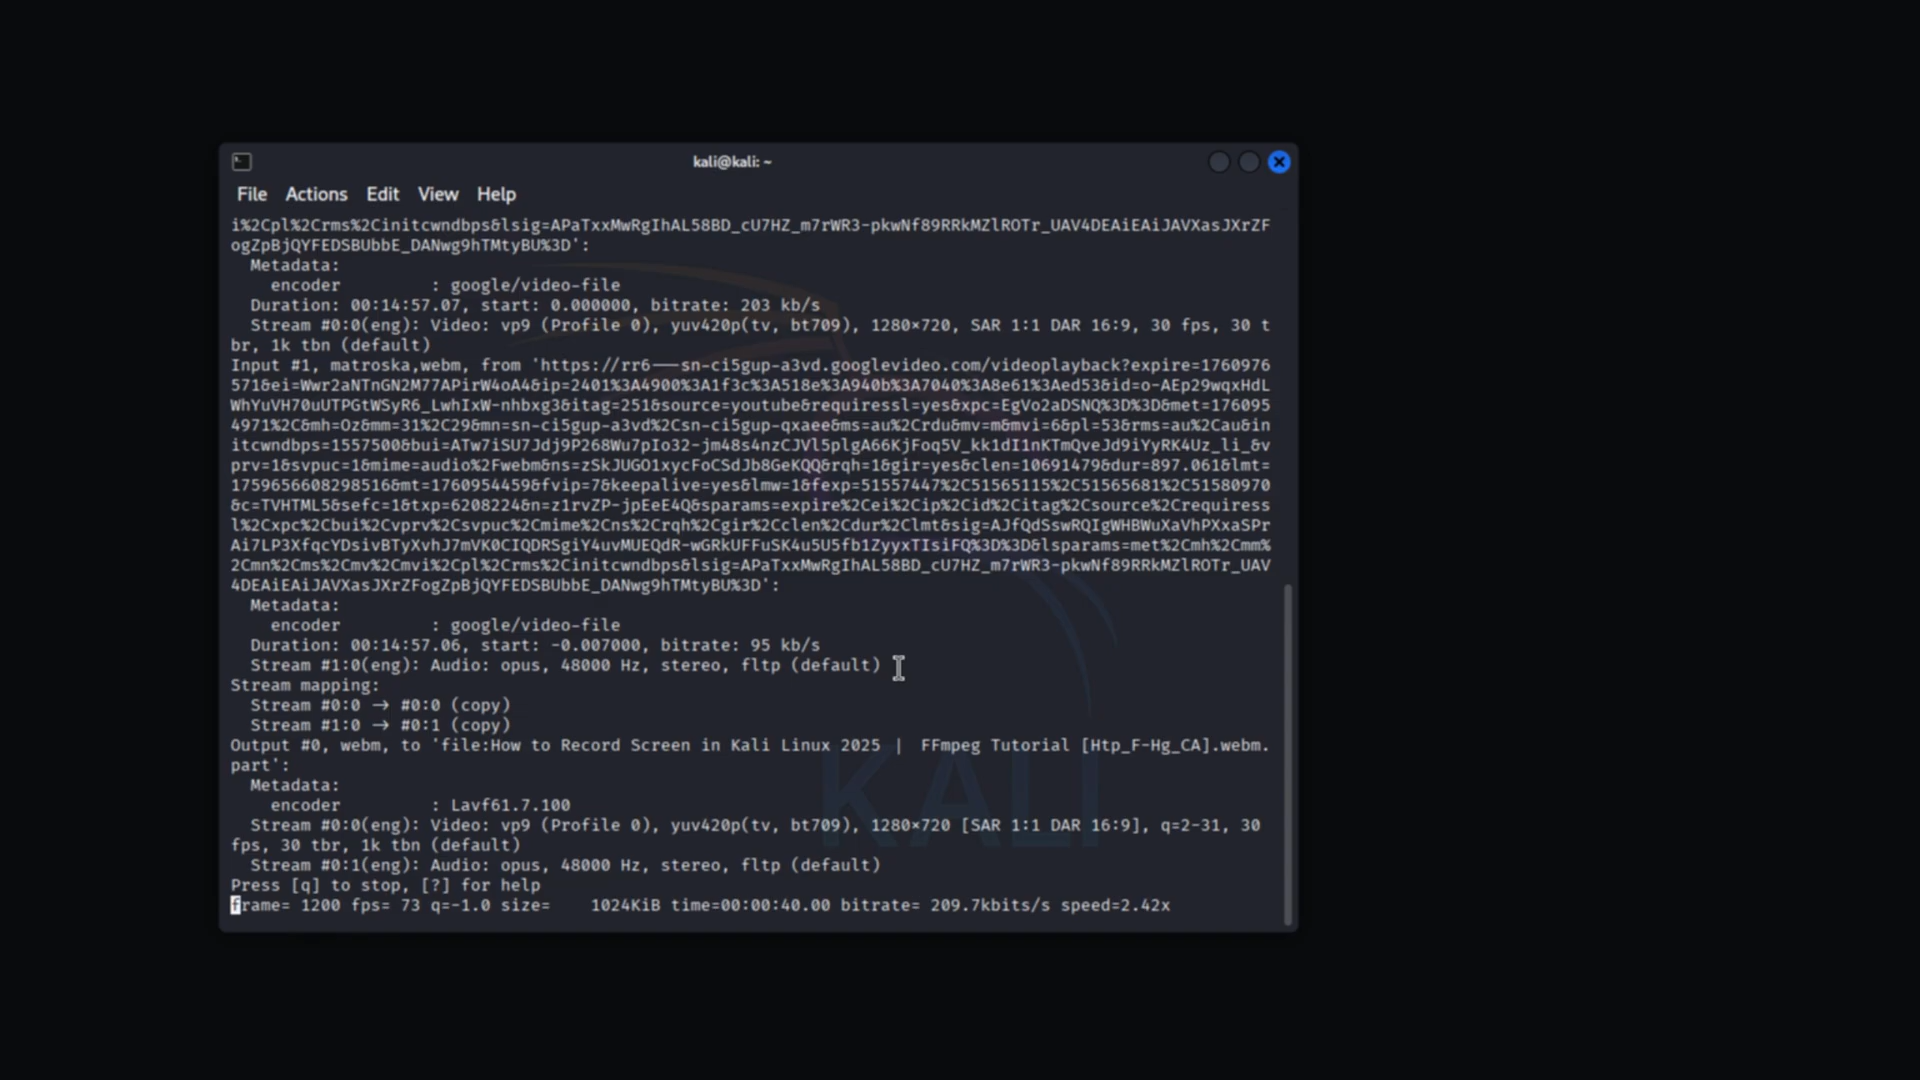 kali@kali: ~
File Actions Edit View Help
i%2Cpl%2Crms%2Cinitcwndbps&lsig=APaTxxMwRgIhAL58BD_cU7HZ_m7rWR3-pkwNf89RRkMZlROTr_UAV4DEAiEAiJAVXasJXrZF
ogZpBjQYFEDSBUbbE_DANwg9hTMtyBU%3D':
Metadata:
encoder : google/video-file
Duration: 00:14:57.07, start: 0.000000, bitrate: 203 kb/s
Stream #0:0(eng): Video: vp9 (Profile 0), yuv420p(tv, bt709), 1280×720, SAR 1:1 DAR 16:9, 30 fps, 30 t
br, 1k tbn (default)
Input #1, matroska,webm, from 'https://rr6---sn-ci5gup-a3vd.googlevideo.com/videoplayback?expire=1760976
571&ei=Wwr2aNTnGN2M77APirW4oA4&ip=2401%3A4900%3A1f3c%3A518e%3A940b%3A7040%3A8e61%3Aed53&id=o-AEp29wqxHdL
WhYuVH70uUTPGtWSyR6_LwhIxW-nhbxg3&itag=251&source=youtube&requiressl=yes&xpc=EgVo2aDSNQ%3D%3D&met=176095
4971%2C&mh=Oz&mm=31%2C29&mn=sn-ci5gup-a3vd%2Csn-ci5gup-qxaee&ms=au%2Crdu&mv=m&mvi=6&pl=53&rms=au%2Cau&in
itcwndbps=1557500&bui=ATw7iSU7Jdj9P268Wu7pIo32-jm48s4nzCJVl5plgA66KjFoq5V_kk1dI1nKTmQveJd9iYyRK4Uz_li_&v
prv=1&svpuc=1&mime=audio%2Fwebm&ns=zSkJUGO1xycFoCSdJb8GeKQQ&rqh=1&gir=yes&clen=10691479&dur=897.061&lmt=
1759656608298516&mt=1760954459&fvip=7&keepalive=yes&lmw=1&fexp=51557447%2C51565115%2C51565681%2C51580970
&c=TVHTML5&sefc=1&txp=6208224&n=z1rvZP-jpEeE4Q&sparams=expire%2Cei%2Cip%2Cid%2Citag%2Csource%2Crequiress
l%2Cxpc%2Cbui%2Cvprv%2Csvpuc%2Cmime%2Cns%2Crqh%2Cgir%2Cclen%2Cdur%2Clmt&sig=AJfQdSswRQIgWHBWuXaVhPXxaSPr
Ai7LP3XfqcYDsivBTyXvhJ7mVK0CIQDRSgiY4uvMUEQdR-wGRkUFFuSK4u5U5fb1ZyyxTIsiFQ%3D%3D&lsparams=met%2Cmh%2Cmm%
2Cmn%2Cms%2Cmv%2Cmvi%2Cpl%2Crms%2Cinitcwndbps&lsig=APaTxxMwRgIhAL58BD_cU7HZ_m7rWR3-pkwNf89RRkMZlROTr_UAV
4DEAiEAiJAVXasJXrZFogZpBjQYFEDSBUbbE_DANwg9hTMtyBU%3D':
Metadata:
encoder : google/video-file
Duration: 00:14:57.06, start: -0.007000, bitrate: 95 kb/s
Stream #1:0(eng): Audio: opus, 48000 Hz, stereo, fltp (default)
Stream mapping:
Stream #0:0 → #0:0 (copy)
Stream #1:0 → #0:1 (copy)
Output #0, webm, to 'file:How to Record Screen in Kali Linux 2025 | FFmpeg Tutorial [Htp_F-Hg_CA].webm.
part':
Metadata:
encoder : Lavf61.7.100
Stream #0:0(eng): Video: vp9 (Profile 0), yuv420p(tv, bt709), 1280×720 [SAR 1:1 DAR 16:9], q=2-31, 30
fps, 30 tbr, 1k tbn (default)
Stream #0:1(eng): Audio: opus, 48000 Hz, stereo, fltp (default)
Press [q] to stop, [?] for help
frame= 1200 fps= 73 q=-1.0 size= 1024KiB time=00:00:40.00 bitrate= 209.7kbits/s speed=2.42x
KALI